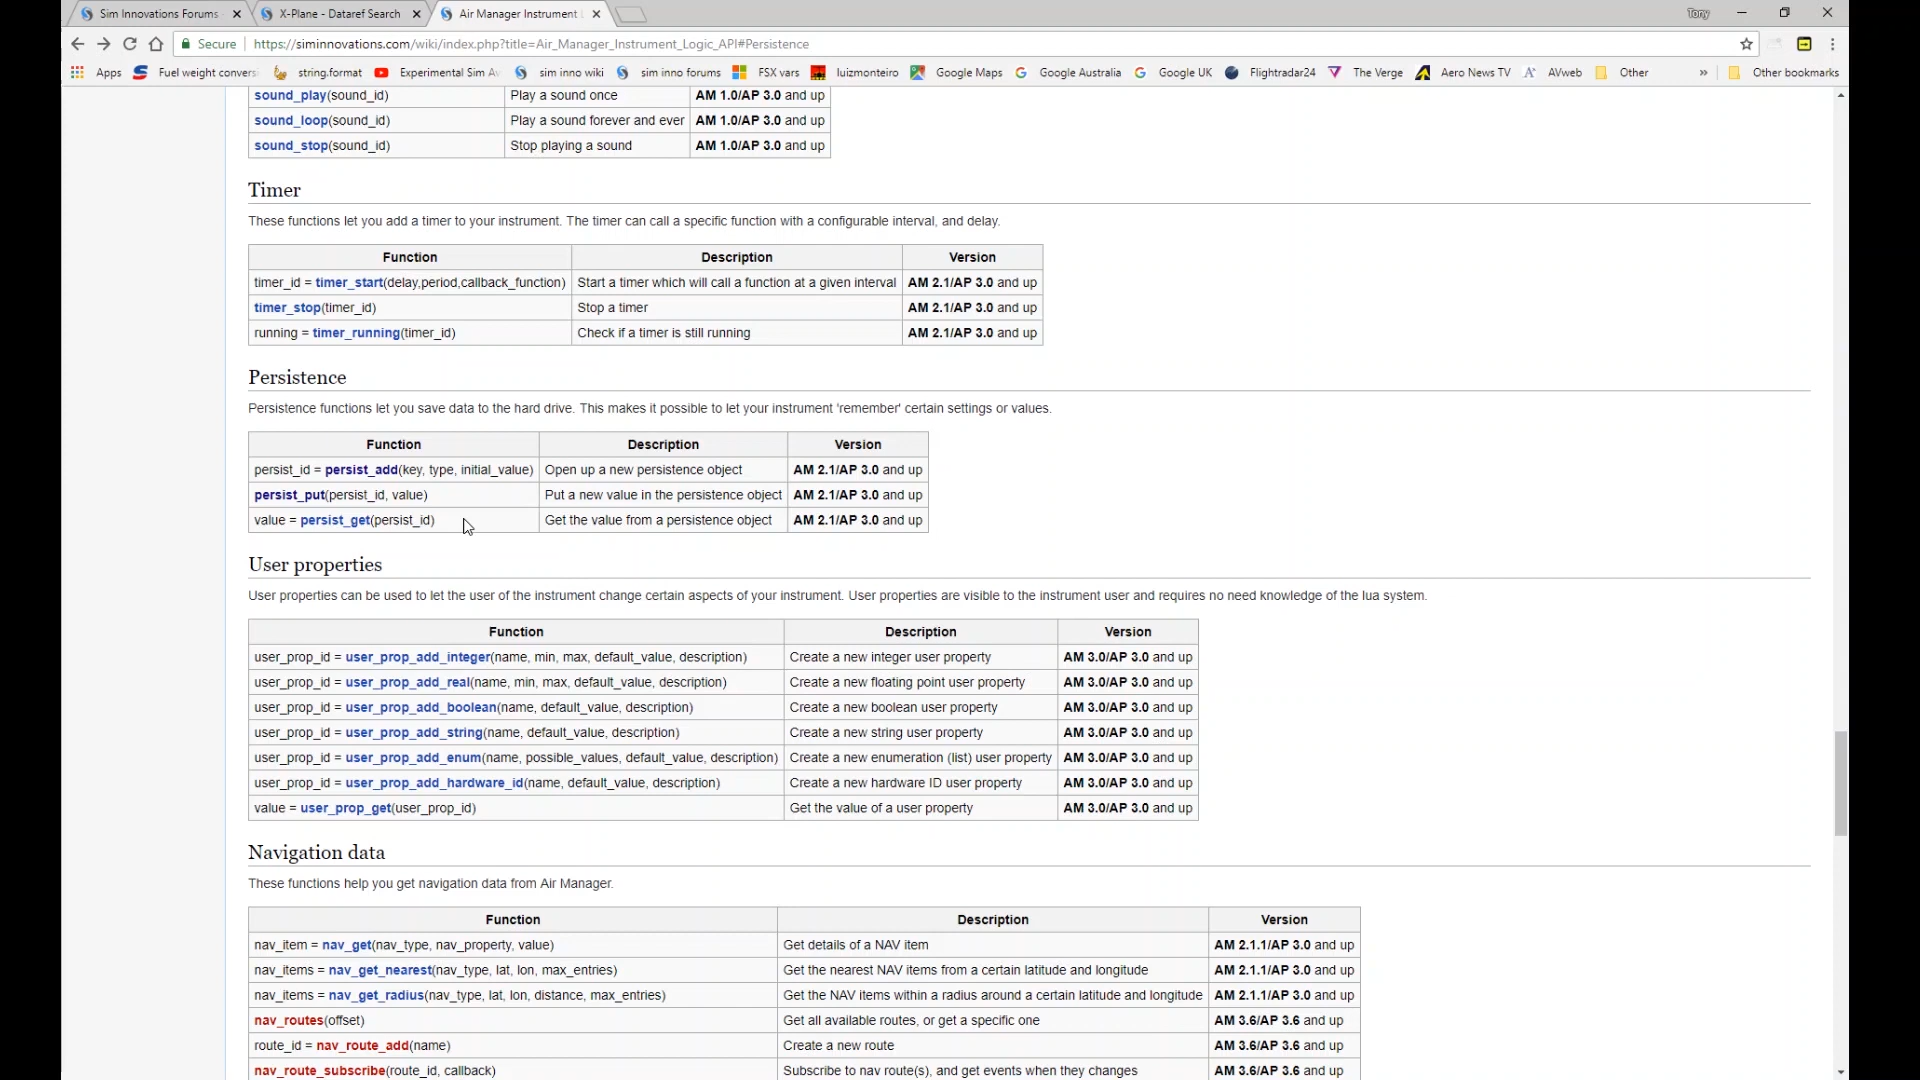 Sim Innovations Forums
X-Plane - Dataref Search
Air Manager Instrument
Tony
Secure
https://siminnovations.com/wiki/index.php?title=Air_Manager_Instrument_Logic_API#Persistence
Apps Fuel weight conversi string.format Experimental Sim Av sim inno wiki sim inno forums FSX vars luizmonteiro Google Maps Google Australia Google UK Flightradar24 The Verge Aero News TV AVweb Other » Other bookmarks
sound_play(sound_id) Play a sound once AM 1.0/AP 3.0 and up
sound_loop(sound_id) Play a sound forever and ever AM 1.0/AP 3.0 and up
sound_stop(sound_id) Stop playing a sound AM 1.0/AP 3.0 and up
Timer
These functions let you add a timer to your instrument. The timer can call a specific function with a configurable interval, and delay.
Function Description Version
timer_id = timer_start(delay,period,callback_function) Start a timer which will call a function at a given interval AM 2.1/AP 3.0 and up
timer_stop(timer_id) Stop a timer AM 2.1/AP 3.0 and up
running = timer_running(timer_id) Check if a timer is still running AM 2.1/AP 3.0 and up
Persistence
Persistence functions let you save data to the hard drive. This makes it possible to let your instrument 'remember' certain settings or values.
Function Description Version
persist_id = persist_add(key, type, initial_value) Open up a new persistence object AM 2.1/AP 3.0 and up
persist_put(persist_id, value) Put a new value in the persistence object AM 2.1/AP 3.0 and up
value = persist_get(persist_id) Get the value from a persistence object AM 2.1/AP 3.0 and up
User properties
User properties can be used to let the user of the instrument change certain aspects of your instrument. User properties are visible to the instrument user and requires no need knowledge of the lua system.
Function Description Version
user_prop_id = user_prop_add_integer(name, min, max, default_value, description) Create a new integer user property AM 3.0/AP 3.0 and up
user_prop_id = user_prop_add_real(name, min, max, default_value, description) Create a new floating point user property AM 3.0/AP 3.0 and up
user_prop_id = user_prop_add_boolean(name, default_value, description) Create a new boolean user property AM 3.0/AP 3.0 and up
user_prop_id = user_prop_add_string(name, default_value, description) Create a new string user property AM 3.0/AP 3.0 and up
user_prop_id = user_prop_add_enum(name, possible_values, default_value, description) Create a new enumeration (list) user property AM 3.0/AP 3.0 and up
user_prop_id = user_prop_add_hardware_id(name, default_value, description) Create a new hardware ID user property AM 3.0/AP 3.0 and up
value = user_prop_get(user_prop_id) Get the value of a user property AM 3.0/AP 3.0 and up
Navigation data
These functions help you get navigation data from Air Manager.
Function Description Version
nav_item = nav_get(nav_type, nav_property, value) Get details of a NAV item AM 2.1.1/AP 3.0 and up
nav_items = nav_get_nearest(nav_type, lat, lon, max_entries) Get the nearest NAV items from a certain latitude and longitude AM 2.1.1/AP 3.0 and up
nav_items = nav_get_radius(nav_type, lat, lon, distance, max_entries) Get the NAV items within a radius around a certain latitude and longitude AM 2.1.1/AP 3.0 and up
nav_routes(offset) Get all available routes, or get a specific one AM 3.6/AP 3.6 and up
route_id = nav_route_add(name) Create a new route AM 3.6/AP 3.6 and up
nav_route_subscribe(route_id, callback) Subscribe to nav route(s), and get events when they changes AM 3.6/AP 3.6 and up